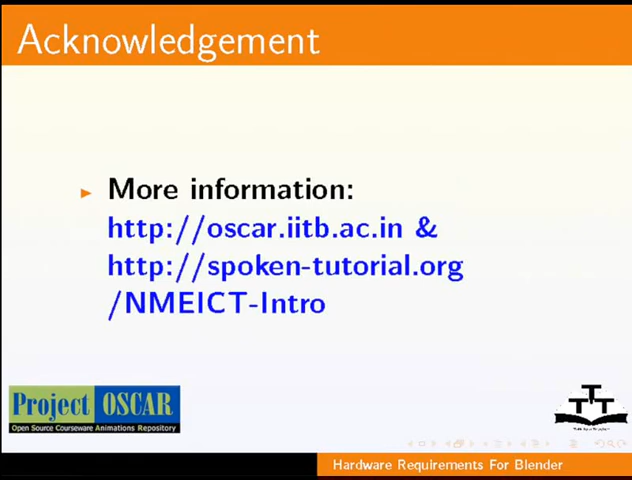 Acknowledgement
More information:
http://oscar.iitb.ac.in &
http://spoken-tutorial.org
/NMEICT-Intro
Project OSCAR
Open Source Courseware Animations Repository
TTT
Hardware Requirements For Blender